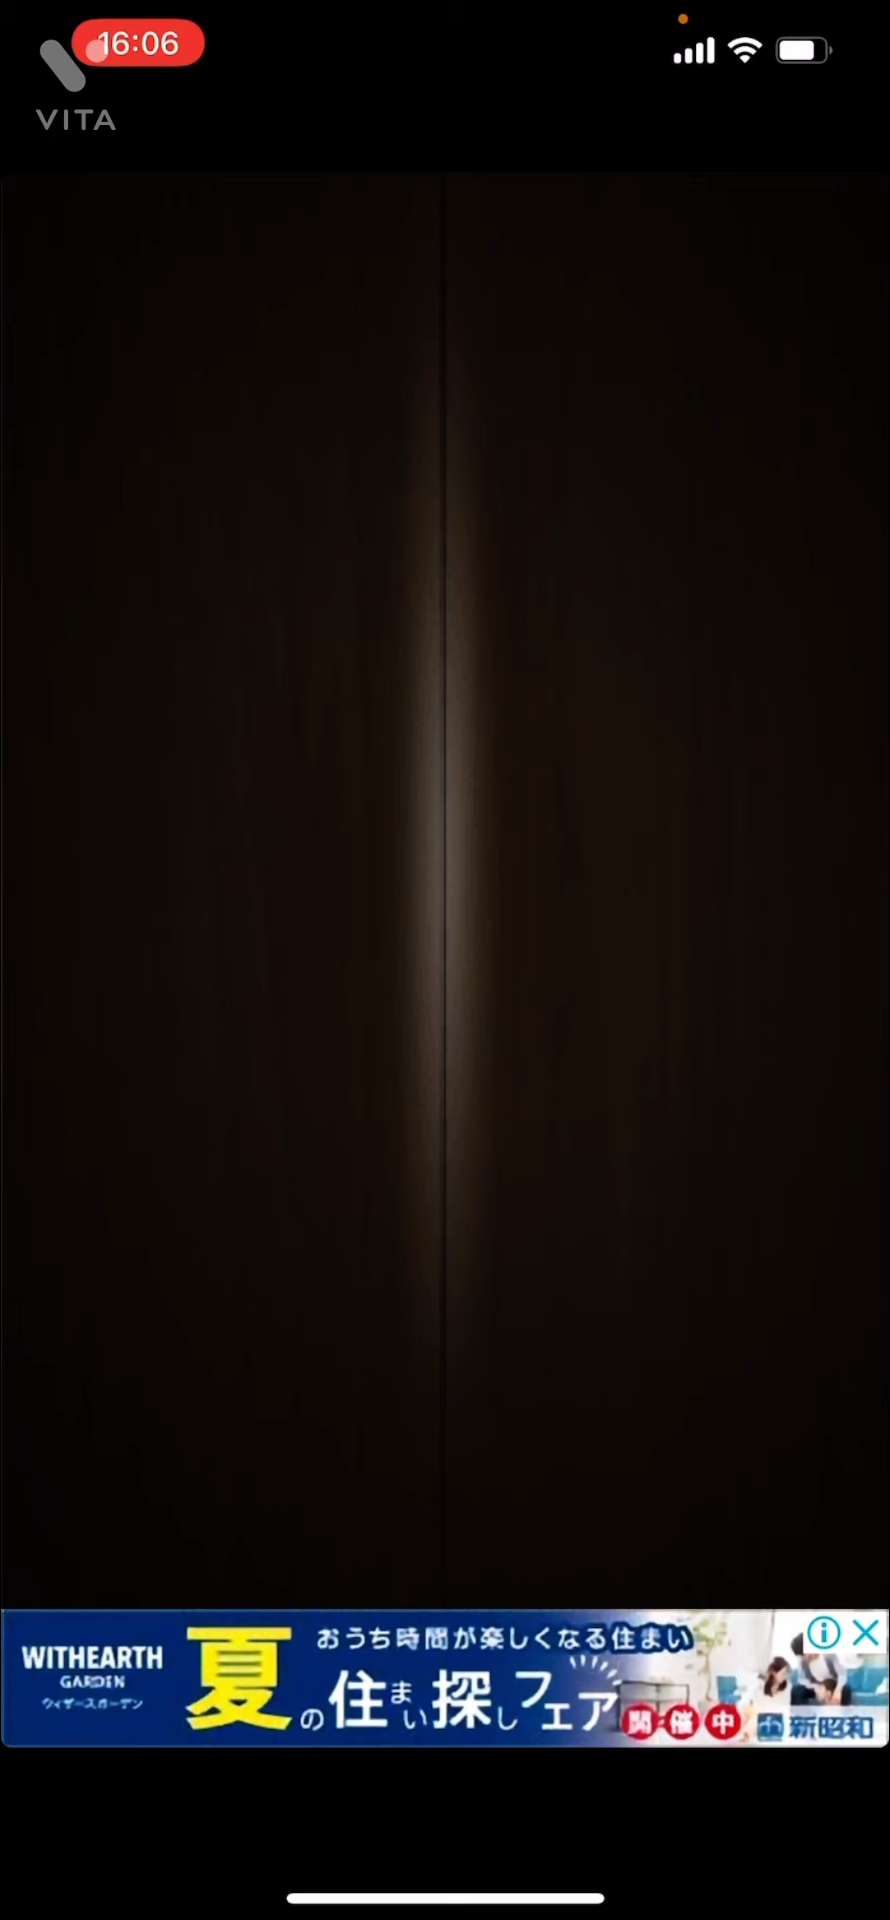 16:06
VITA
WITHEARTH
GARDEN
ウィザースガーデン
おうち時間が楽しくなる住まい
夏の住まい探しフェア
開催中
新昭和